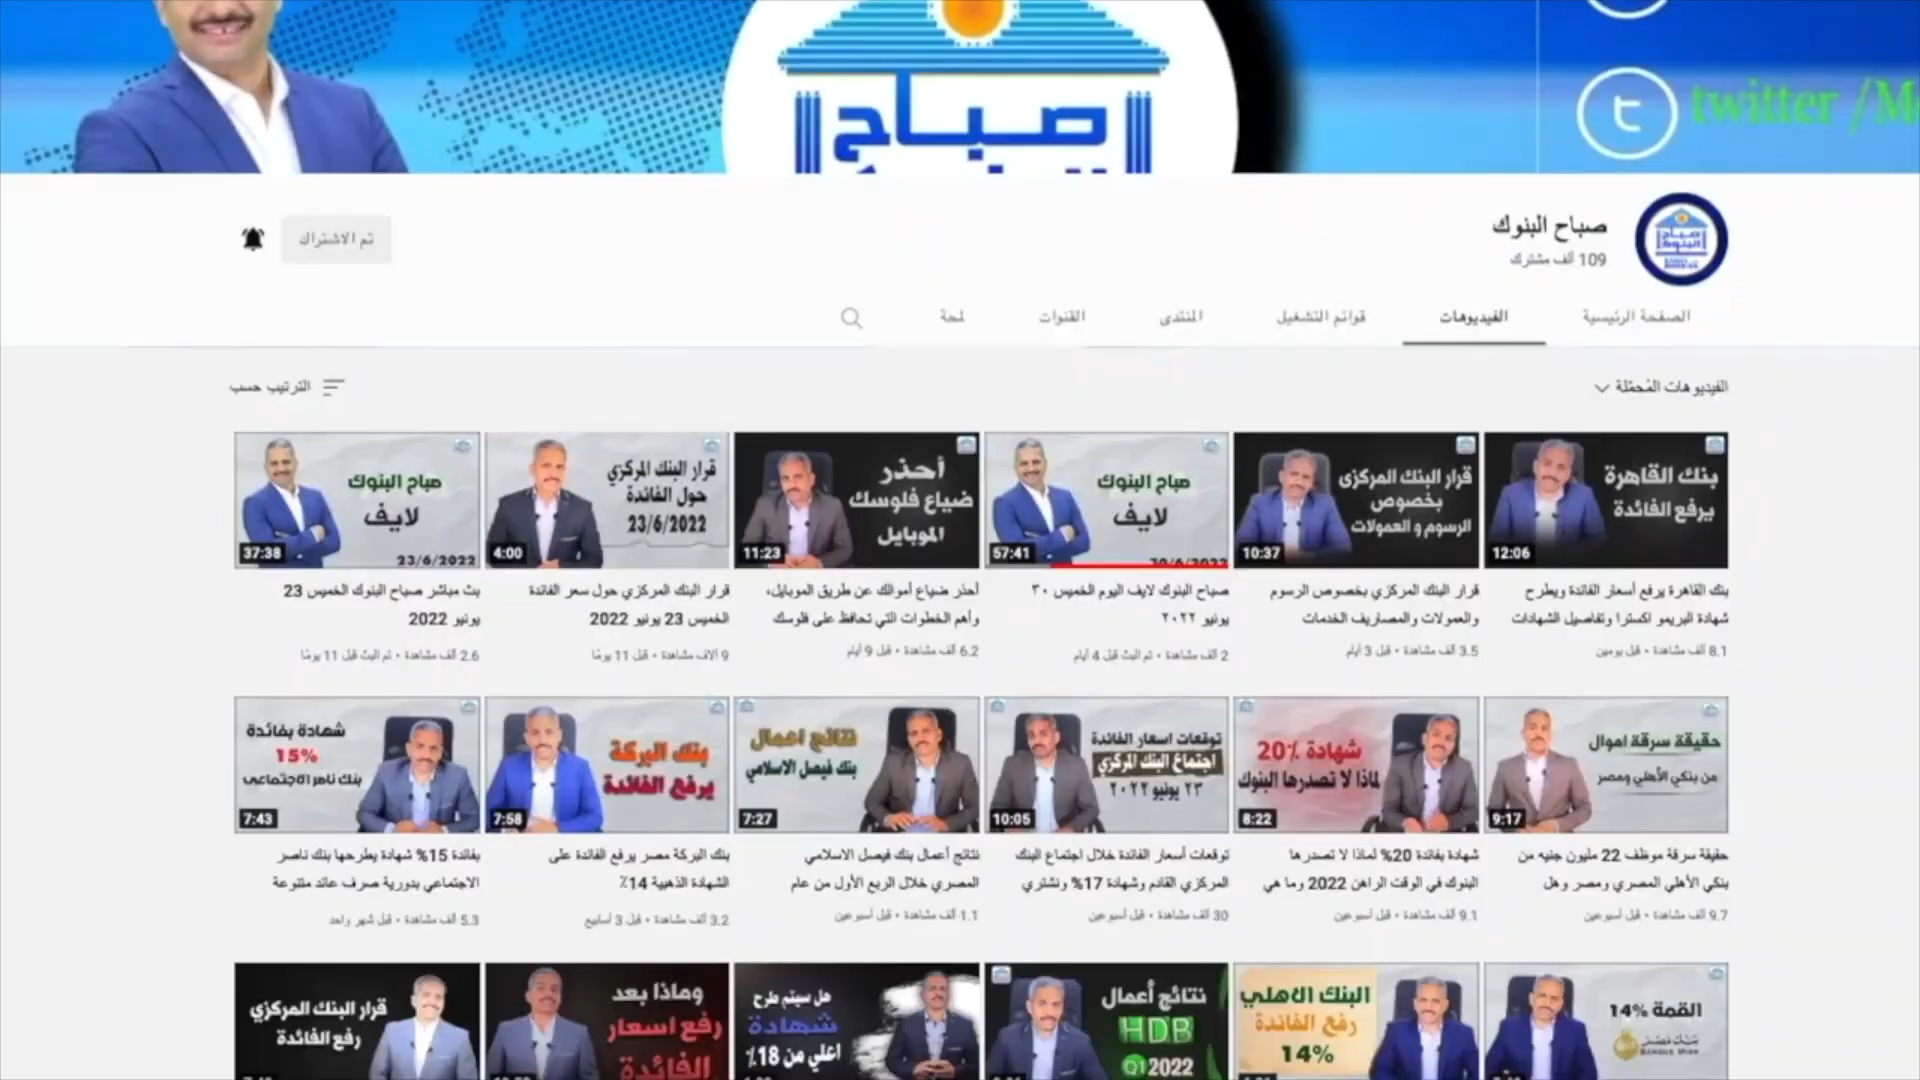 صباح
twitter /M
صباح البنوك
109 ألف مشترك
تم الاشتراك
الصفحة الرئيسية
الفيديوهات
قوائم التشغيل
المنتدى
القنوات
لمحة
الفيديوهات المُحمّلة
الترتيب حسب
بنك القاهرة
يرفع الفائدة
12:06
بنك القاهرة يرفع أسعار الفائدة ويطرح
شهادة البريمو اكسترا وتفاصيل الشهادات
8.1 ألف مشاهدة • قبل يومين
قرار البنك المركزى
بخصوص
الرسوم و العمولات
10:37
قرار البنك المركزي بخصوص الرسوم
والعمولات والمصاريف الخدمات
3.5 ألف مشاهدة • قبل 3 أيام
صباح البنوك
لايف
30/6/2022
57:41
صباح البنوك لايف اليوم الخميس ٣٠
يونيو ٢٠٢٢
2 ألف مشاهدة • تم البث قبل 4 أيام
أحذر
ضياع فلوسك
الموبايل
11:23
أحذر ضياع أموالك عن طريق الموبايل،
وأهم الخطوات التي تحافظ على فلوسك
6.2 ألف مشاهدة • قبل 9 أيام
قرار البنك المركزي
حول الفائدة
23/6/2022
4:00
قرار البنك المركزي حول سعر الفائدة
الخميس 23 يونيو 2022
9 آلاف مشاهدة • قبل 11 يومًا
صباح البنوك
لايف
23/6/2022
37:38
بث مباشر صباح البنوك الخميس 23
يونيو 2022
2.6 ألف مشاهدة • تم البث قبل 11 يومًا
حقيقة سرقة اموال
من بنكي الأهلي ومصر
9:17
حقيقة سرقة موظف 22 مليون جنيه من
بنكي الأهلي المصري ومصر وهل
9.7 ألف مشاهدة • قبل أسبوعين
شهادة 20٪
لماذا لا تصدرها البنوك
8:22
شهادة بفائدة 20% لماذا لا تصدرها
البنوك في الوقت الراهن 2022 وما هي
9.1 ألف مشاهدة • قبل أسبوعين
توقعات اسعار الفائدة
اجتماع البنك المركزي
٢٣ يونيو ٢٠٢٢
10:05
توقعات أسعار الفائدة خلال اجتماع البنك
المركزي القادم وشهادة 17% ونشتري
30 ألف مشاهدة • قبل أسبوعين
نتائج اعمال
بنك فيصل الاسلامي
7:27
نتائج أعمال بنك فيصل الاسلامي
المصري خلال الربع الأول من عام
1.1 ألف مشاهدة • قبل أسبوعين
بنك البركة
يرفع الفائدة
7:58
بنك البركة مصر يرفع الفائدة على
الشهادة الذهبية 14٪
3.2 ألف مشاهدة • قبل 3 أسابيع
شهادة بفائدة
15%
بنك ناصر الاجتماعى
7:43
بفائدة 15% شهادة يطرحها بنك ناصر
الاجتماعي بدورية صرف عائد متنوعة
5.3 ألف مشاهدة • قبل شهر واحد
القمة 14%
بنك مصر
BANQUE MISR
البنك الاهلي
رفع الفائدة
14%
نتائج أعمال
HDB
Q1 2022
هل سيتم طرح
شهادة
اعلي من 18٪
وماذا بعد
رفع اسعار
الفائدة
قرار البنك المركزي
رفع الفائدة